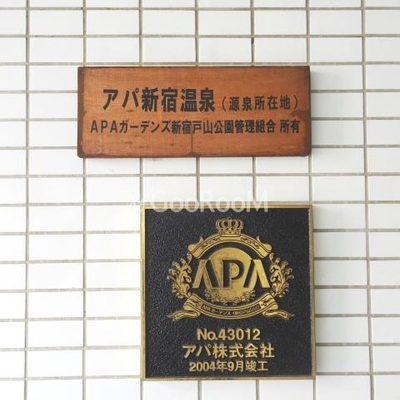 アパ新宿温泉(源泉所在地)
APAガーデンズ新宿戸山公園管理組合 所有
GOOROOM
APA
No.43012
アパ株式会社
2004年9月竣工